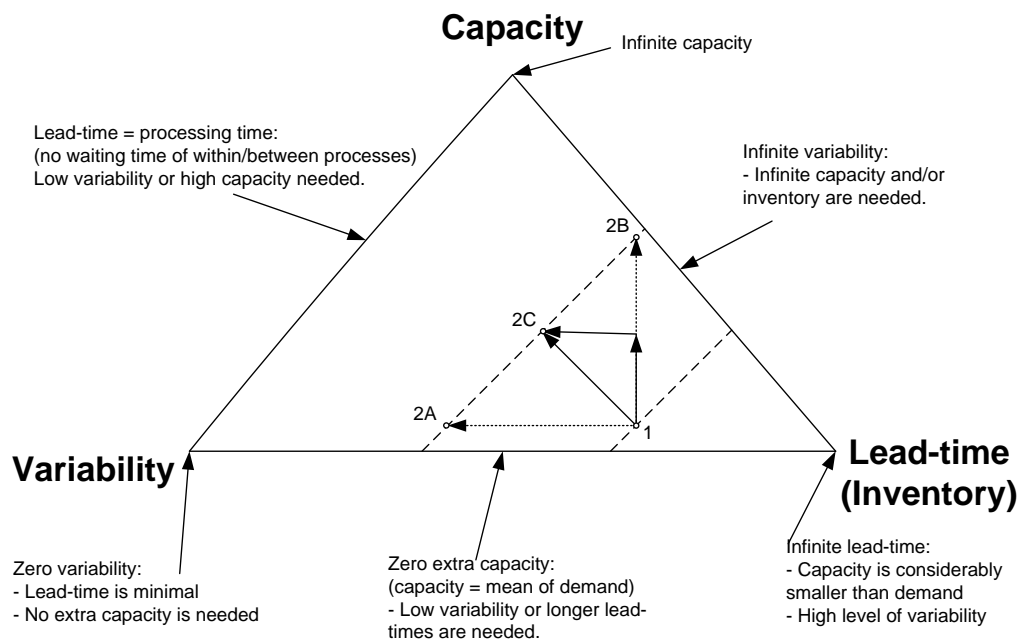 Capacity
Infinite capacity
Lead-time = processing time:
(no waiting time of within/between processes)
Low variability or high capacity needed.
Infinite variability:
- Infinite capacity and/or
inventory are needed.
2B
2C
2A
1
Variability
Lead-time
(Inventory)
Zero variability:
- Lead-time is minimal
- No extra capacity is needed
Zero extra capacity:
(capacity = mean of demand)
- Low variability or longer lead-
times are needed.
Infinite lead-time:
- Capacity is considerably
smaller than demand
- High level of variability